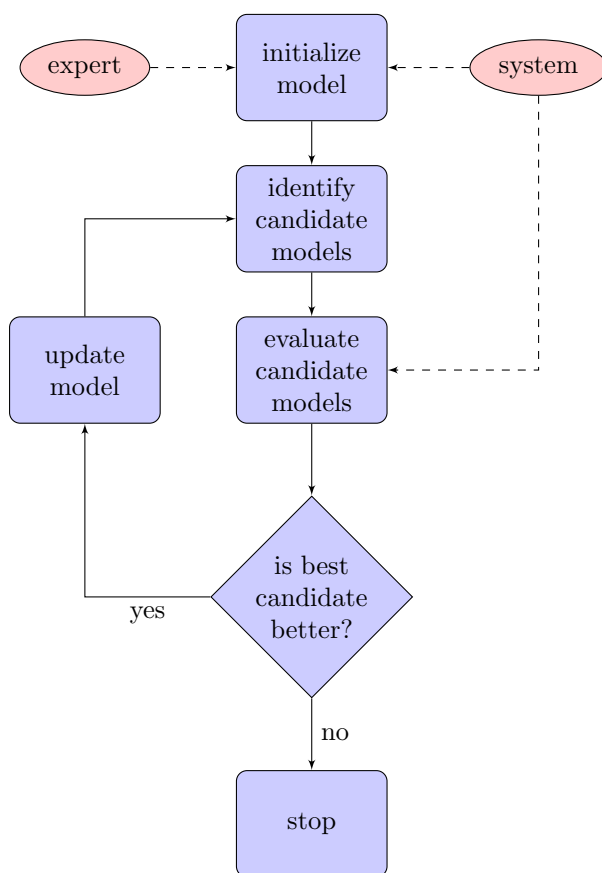 expert
initialize
model
system
identify
candidate
models
update
model
evaluate
candidate
models
is best
candidate
better?
yes
no
stop